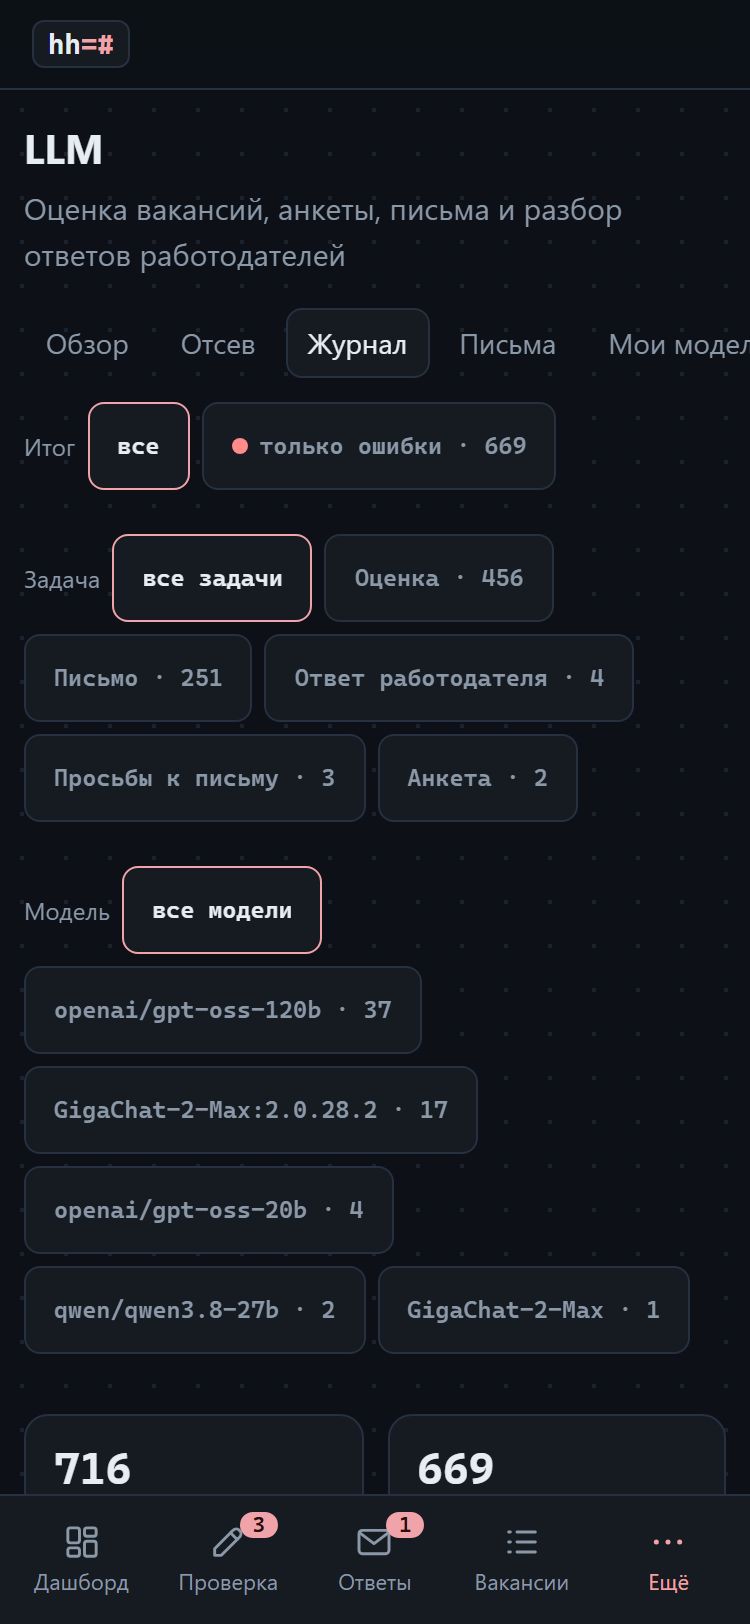 hh=#
LLM
Оценка вакансий, анкеты, письма и разбор
ответов работодателей
Обзор Отсев Журнал Письма Мои модел
Итог все только ошибки · 669
Задача все задачи Оценка · 456
Письмо · 251 Ответ работодателя · 4
Просьбы к письму · 3 Анкета · 2
Модель все модели
openai/gpt-oss-120b · 37
GigaChat-2-Max:2.0.28.2 · 17
openai/gpt-oss-20b · 4
qwen/qwen3.8-27b · 2 GigaChat-2-Max · 1
716 669
3 1
Дашборд Проверка Ответы Вакансии Ещё